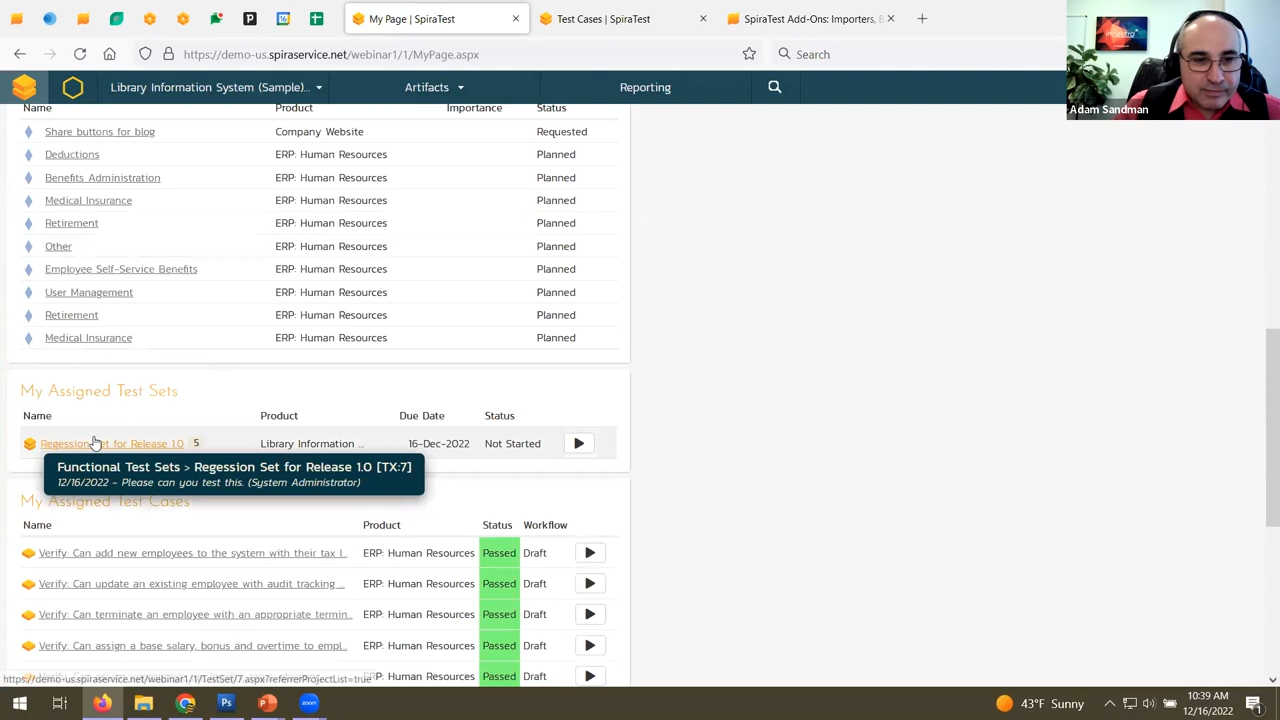 My Page | SpiraTest
Test Cases | SpiraTest
SpiraTest Add-Ons: Importers, B
https://demo-us.spiraservice.net/webinar1/1/MyPage.aspx
Search
Adam Sandman
Library Information System (Sample)...
Artifacts
Reporting
Name Product Importance Status
Share buttons for blog Company Website Requested
Deductions ERP: Human Resources Planned
Benefits Administration ERP: Human Resources Planned
Medical Insurance ERP: Human Resources Planned
Retirement ERP: Human Resources Planned
Other ERP: Human Resources Planned
Employee Self-Service Benefits ERP: Human Resources Planned
User Management ERP: Human Resources Planned
Retirement ERP: Human Resources Planned
Medical Insurance ERP: Human Resources Planned
My Assigned Test Sets
Name Product Due Date Status
Regession Set for Release 1.0 5 Library Information ... 16-Dec-2022 Not Started
Functional Test Sets > Regression Set for Release 1.0 [TX:7]
12/16/2022 - Please can you test this. (System Administrator)
My Assigned Test Cases
Name Product Status Workflow
Verify: Can add new employees to the system with their tax I... ERP: Human Resources Passed Draft
Verify: Can update an existing employee with audit tracking ... ERP: Human Resources Passed Draft
Verify: Can terminate an employee with an appropriate termin... ERP: Human Resources Passed Draft
Verify: Can assign a base salary, bonus and overtime to empl... ERP: Human Resources Passed Draft
ERP: Human Resources Passed Draft
https://demo-us.spiraservice.net/webinar1/1/TestSet/7.aspx?referrerProjectList=true
43°F Sunny
10:39 AM
12/16/2022